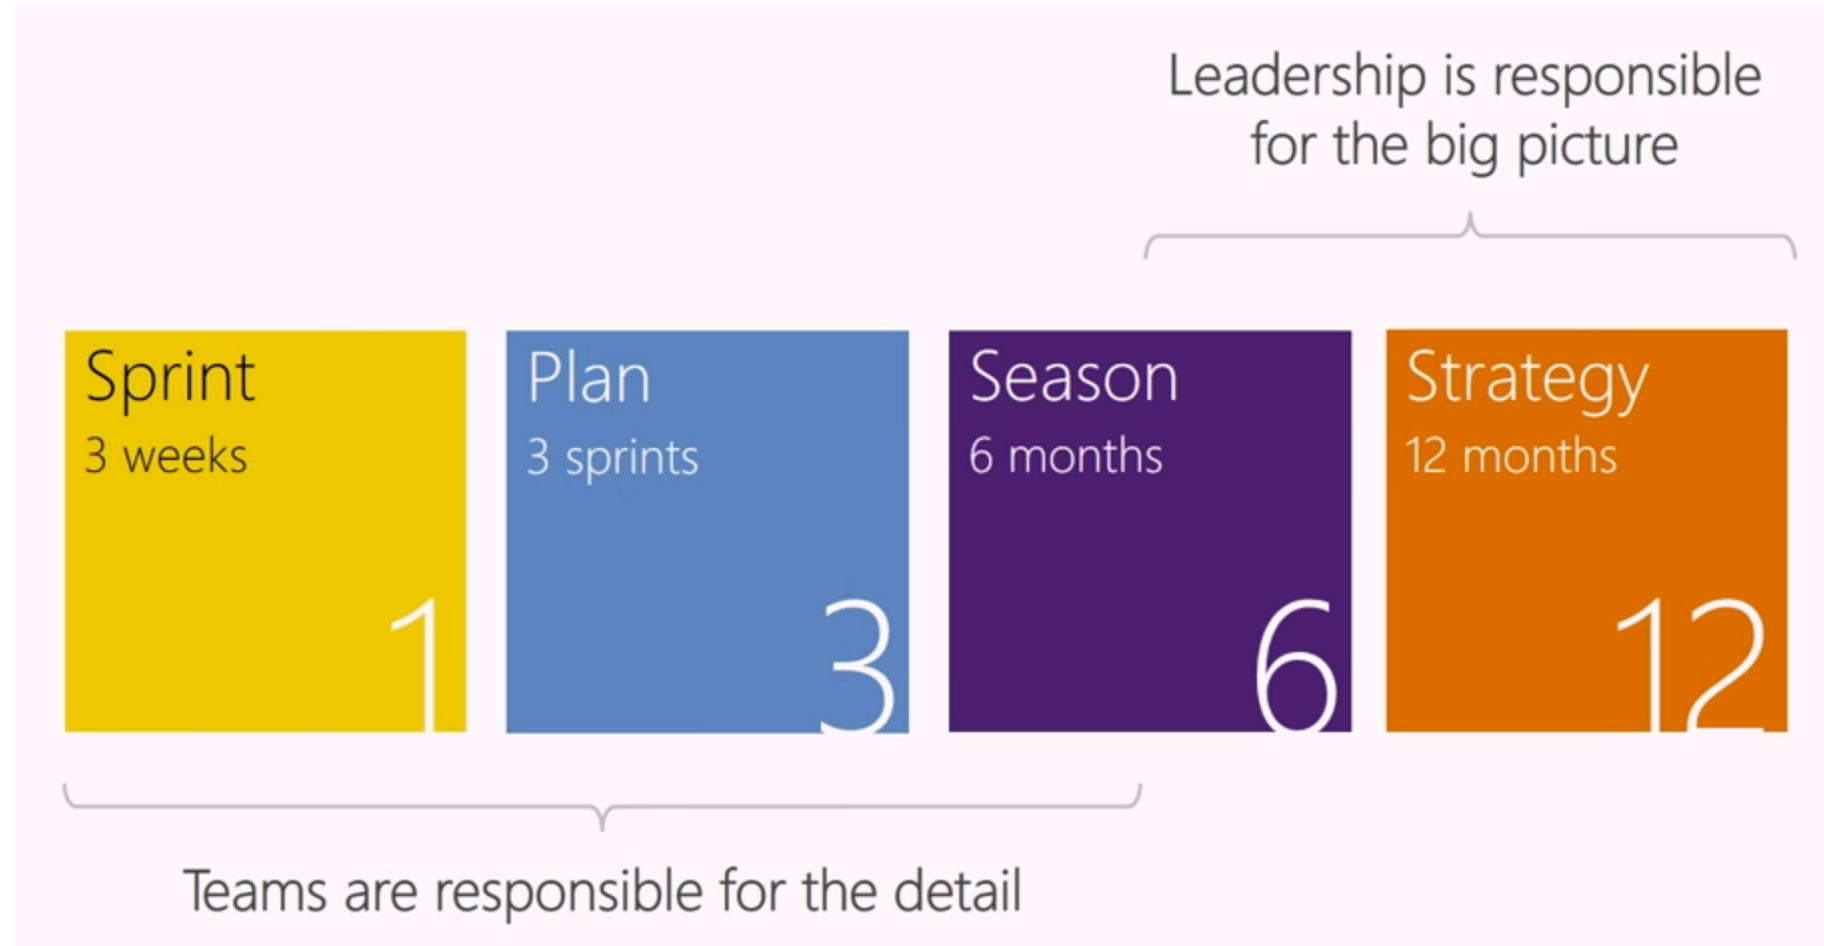 Leadership is responsible
for the big picture
Sprint
3 weeks
1
Plan
3 sprints
3
Season
6 months
6
Strategy
12 months
12
Teams are responsible for the detail